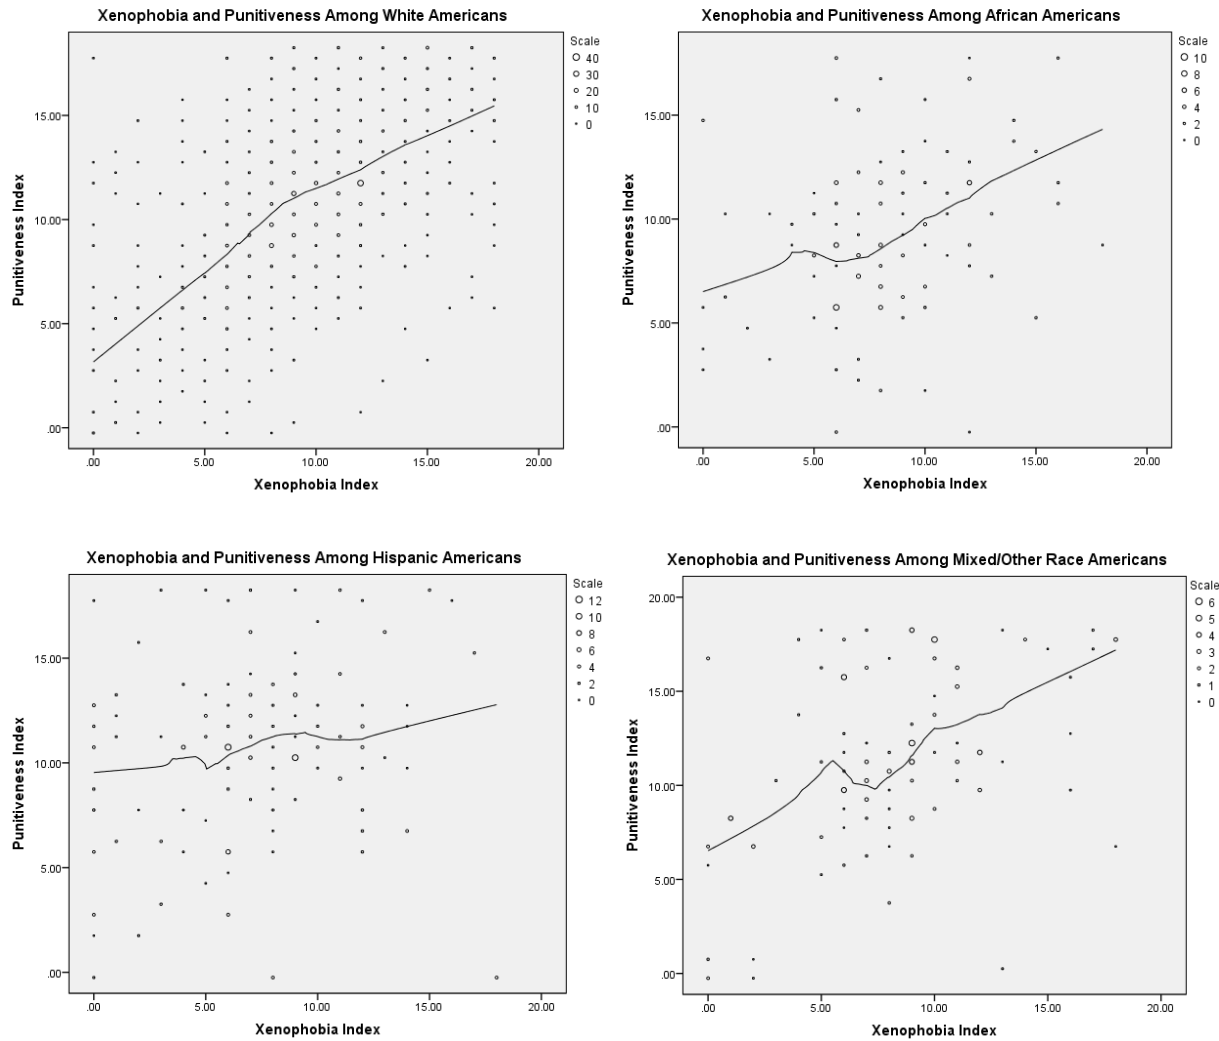 Xenophobia and Punitiveness Among White Americans
Punitiveness Index
15.00
10.00
5.00
.00
.00 5.00 10.00 15.00 20.00
Xenophobia Index
Scale
40
30
20
10
0
Xenophobia and Punitiveness Among African Americans
Punitiveness Index
15.00
10.00
5.00
.00
.00 5.00 10.00 15.00 20.00
Xenophobia Index
Scale
10
8
6
4
2
0
Xenophobia and Punitiveness Among Hispanic Americans
Punitiveness Index
15.00
10.00
5.00
.00
.00 5.00 10.00 15.00 20.00
Xenophobia Index
Scale
12
10
8
6
4
2
0
Xenophobia and Punitiveness Among Mixed/Other Race Americans
Punitiveness Index
20.00
15.00
10.00
5.00
.00
.00 5.00 10.00 15.00 20.00
Xenophobia Index
Scale
6
5
4
3
2
1
0